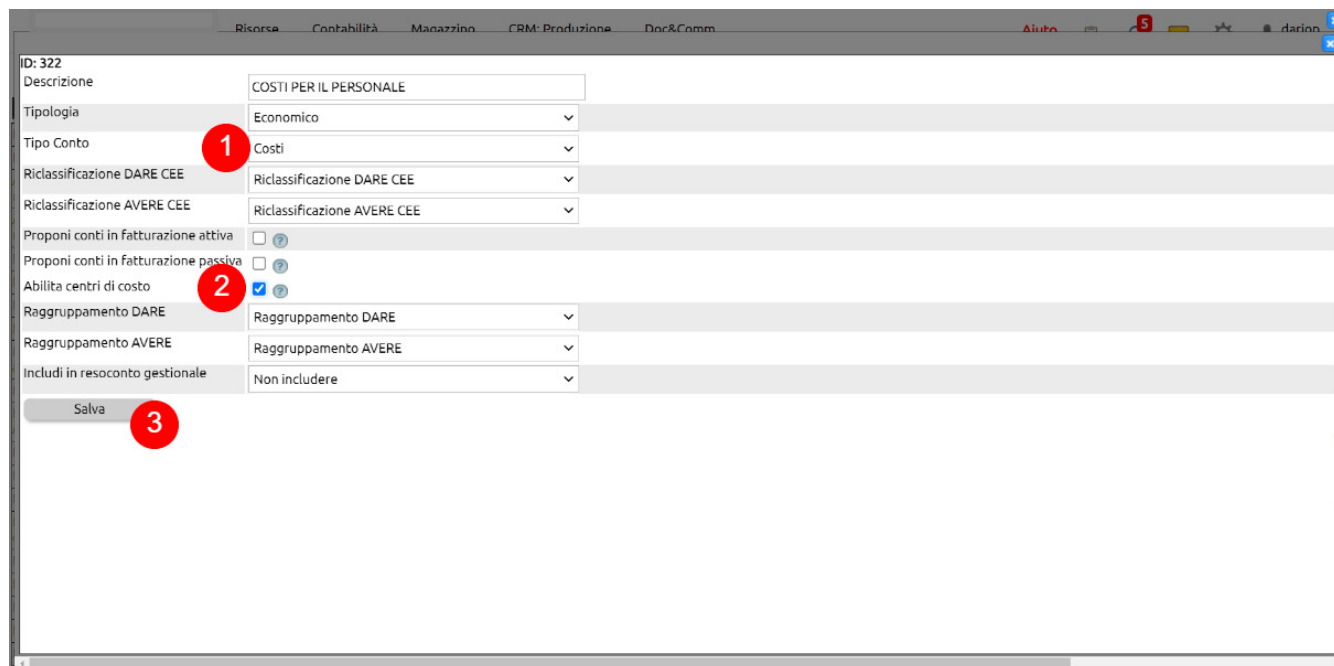 Risorse Contabilità Magazzino CRM: Produzione Doc&Comm Aiuto 5 darion
ID: 322
Descrizione COSTI PER IL PERSONALE
Tipologia Economico
Tipo Conto 1 Costi
Riclassificazione DARE CEE Riclassificazione DARE CEE
Riclassificazione AVERE CEE Riclassificazione AVERE CEE
Proponi conti in fatturazione attiva ?
Proponi conti in fatturazione passiva ?
Abilita centri di costo 2 ?
Raggruppamento DARE Raggruppamento DARE
Raggruppamento AVERE Raggruppamento AVERE
Includi in resoconto gestionale Non includere
Salva 3